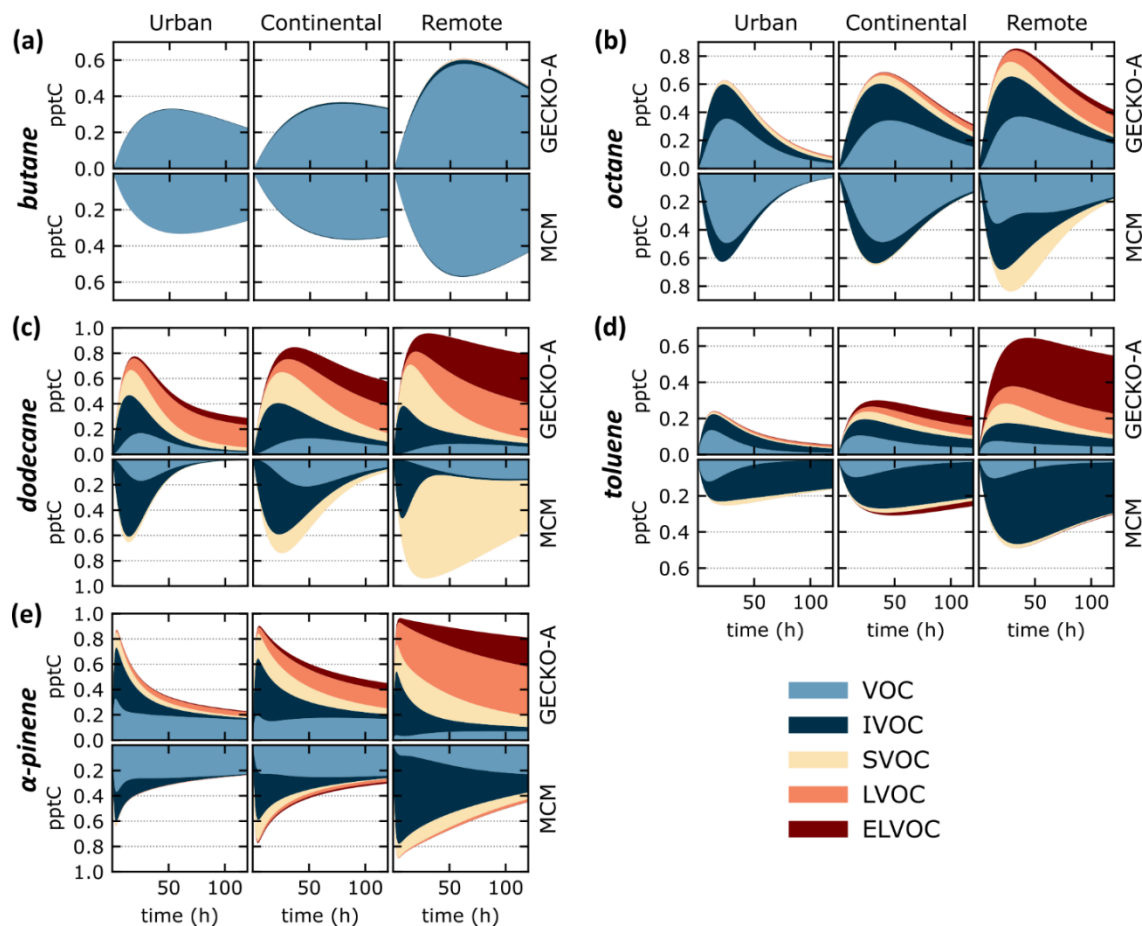 (a)
Urban Continental Remote
0.6
0.4
0.2
0.0
pptC
GECKO-A
butane
0.2
0.4
0.6
pptC
MCM
(b)
Urban Continental Remote
0.8
0.6
0.4
0.2
0.0
pptC
GECKO-A
octane
0.2
0.4
0.6
0.8
pptC
MCM
50 100 50 100 50 100
(c)
1.0
0.8
0.6
0.4
0.2
0.0
pptC
GECKO-A
dodecane
0.2
0.4
0.6
0.8
1.0
pptC
MCM
(d)
0.6
0.4
0.2
0.0
pptC
GECKO-A
toluene
0.2
0.4
0.6
pptC
MCM
50 100 50 100 50 100
time (h) time (h) time (h)
(e)
1.0
0.8
0.6
0.4
0.2
0.0
pptC
GECKO-A
α-pinene
0.2
0.4
0.6
0.8
1.0
pptC
MCM
50 100 50 100 50 100
time (h) time (h) time (h)
VOC
IVOC
SVOC
LVOC
ELVOC